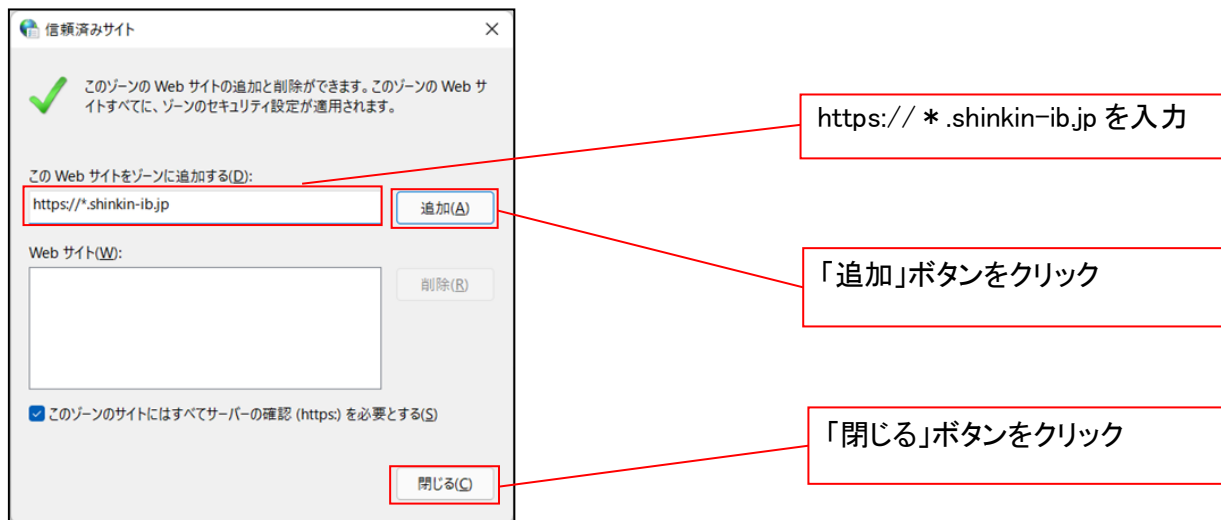 信頼済みサイト
このゾーンの Web サイトの追加と削除ができます。このゾーンの Web サ
イトすべてに、ゾーンのセキュリティ設定が適用されます。
この Web サイトをゾーンに追加する(D):
https://*.shinkin-ib.jp
追加(A)
Web サイト(W):
削除(R)
このゾーンのサイトにはすべてサーバーの確認 (https:) を必要とする(S)
閉じる(C)
https://＊.shinkin-ib.jp を入力
「追加」ボタンをクリック
「閉じる」ボタンをクリック